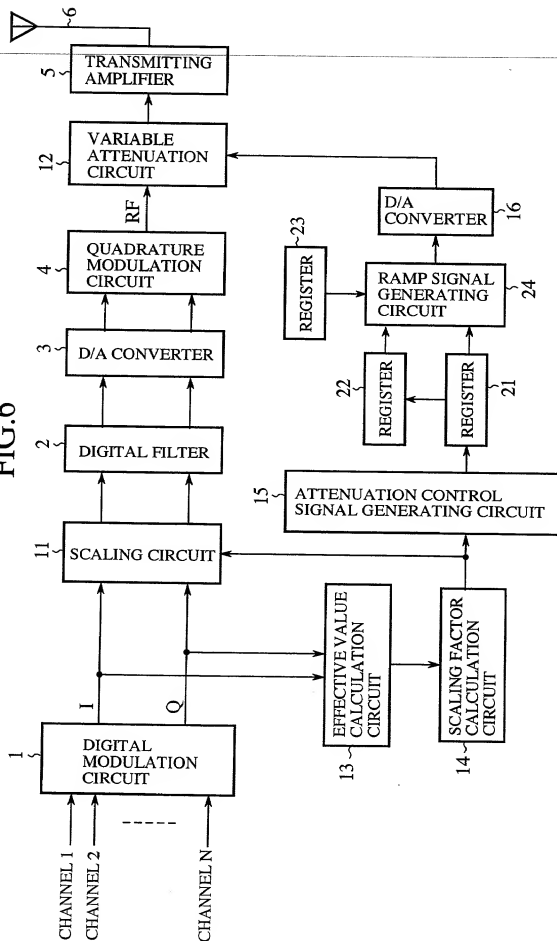 FIG.6
CHANNEL 1
CHANNEL 2
CHANNEL N
1
DIGITAL
MODULATION
CIRCUIT
I
Q
11
SCALING CIRCUIT
2
DIGITAL FILTER
3
D/A CONVERTER
4
QUADRATURE
MODULATION
CIRCUIT
RF
12
VARIABLE
ATTENUATION
CIRCUIT
5
TRANSMITTING
AMPLIFIER
6
13
EFFECTIVE VALUE
CALCULATION
CIRCUIT
14
SCALING FACTOR
CALCULATION
CIRCUIT
15
ATTENUATION CONTROL
SIGNAL GENERATING CIRCUIT
22
REGISTER
REGISTER
21
REGISTER
23
RAMP SIGNAL
GENERATING
CIRCUIT
24
D/A
CONVERTER
16